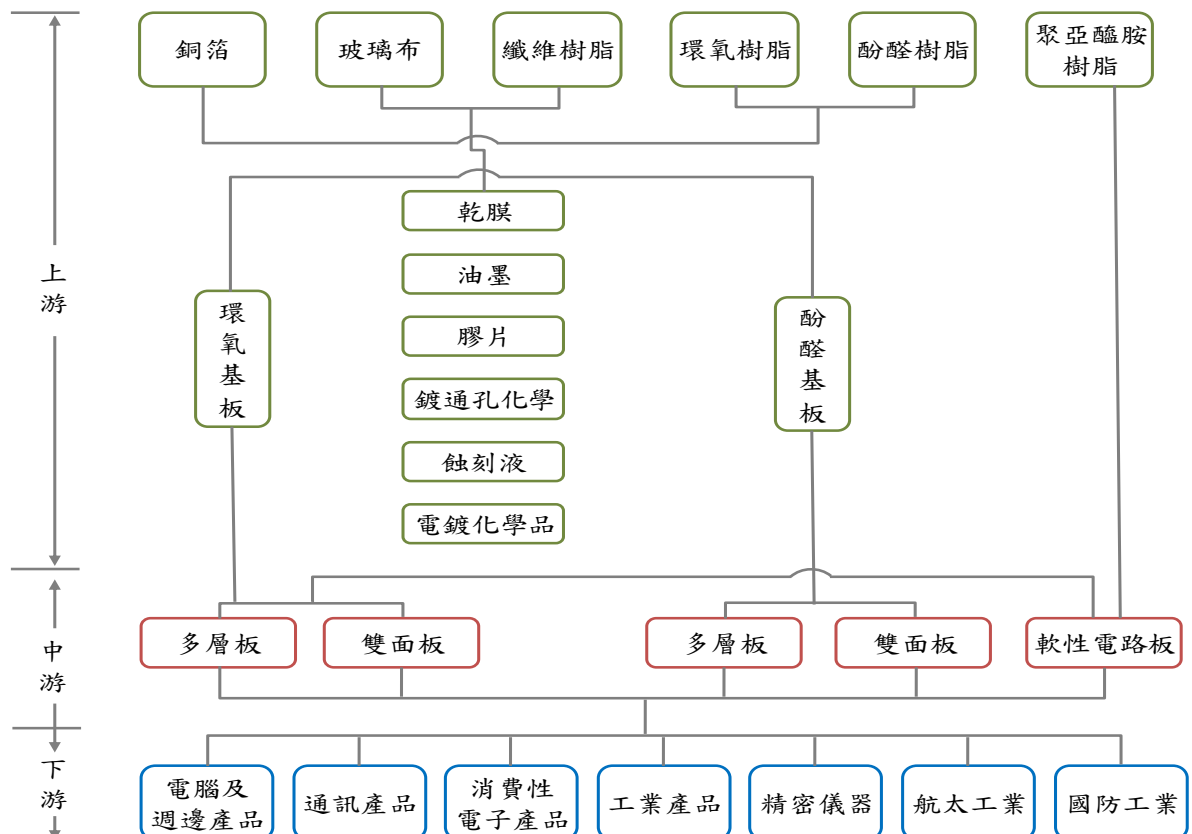 銅箔
玻璃布
纖維樹脂
環氧樹脂
酚醛樹脂
聚亞醯胺
樹脂
上游
乾膜
油墨
膠片
鍍通孔化學
蝕刻液
電鍍化學品
環氧基板
酚醛基板
中游
多層板
雙面板
多層板
雙面板
軟性電路板
下游
電腦及
週邊產品
通訊產品
消費性
電子產品
工業產品
精密儀器
航太工業
國防工業